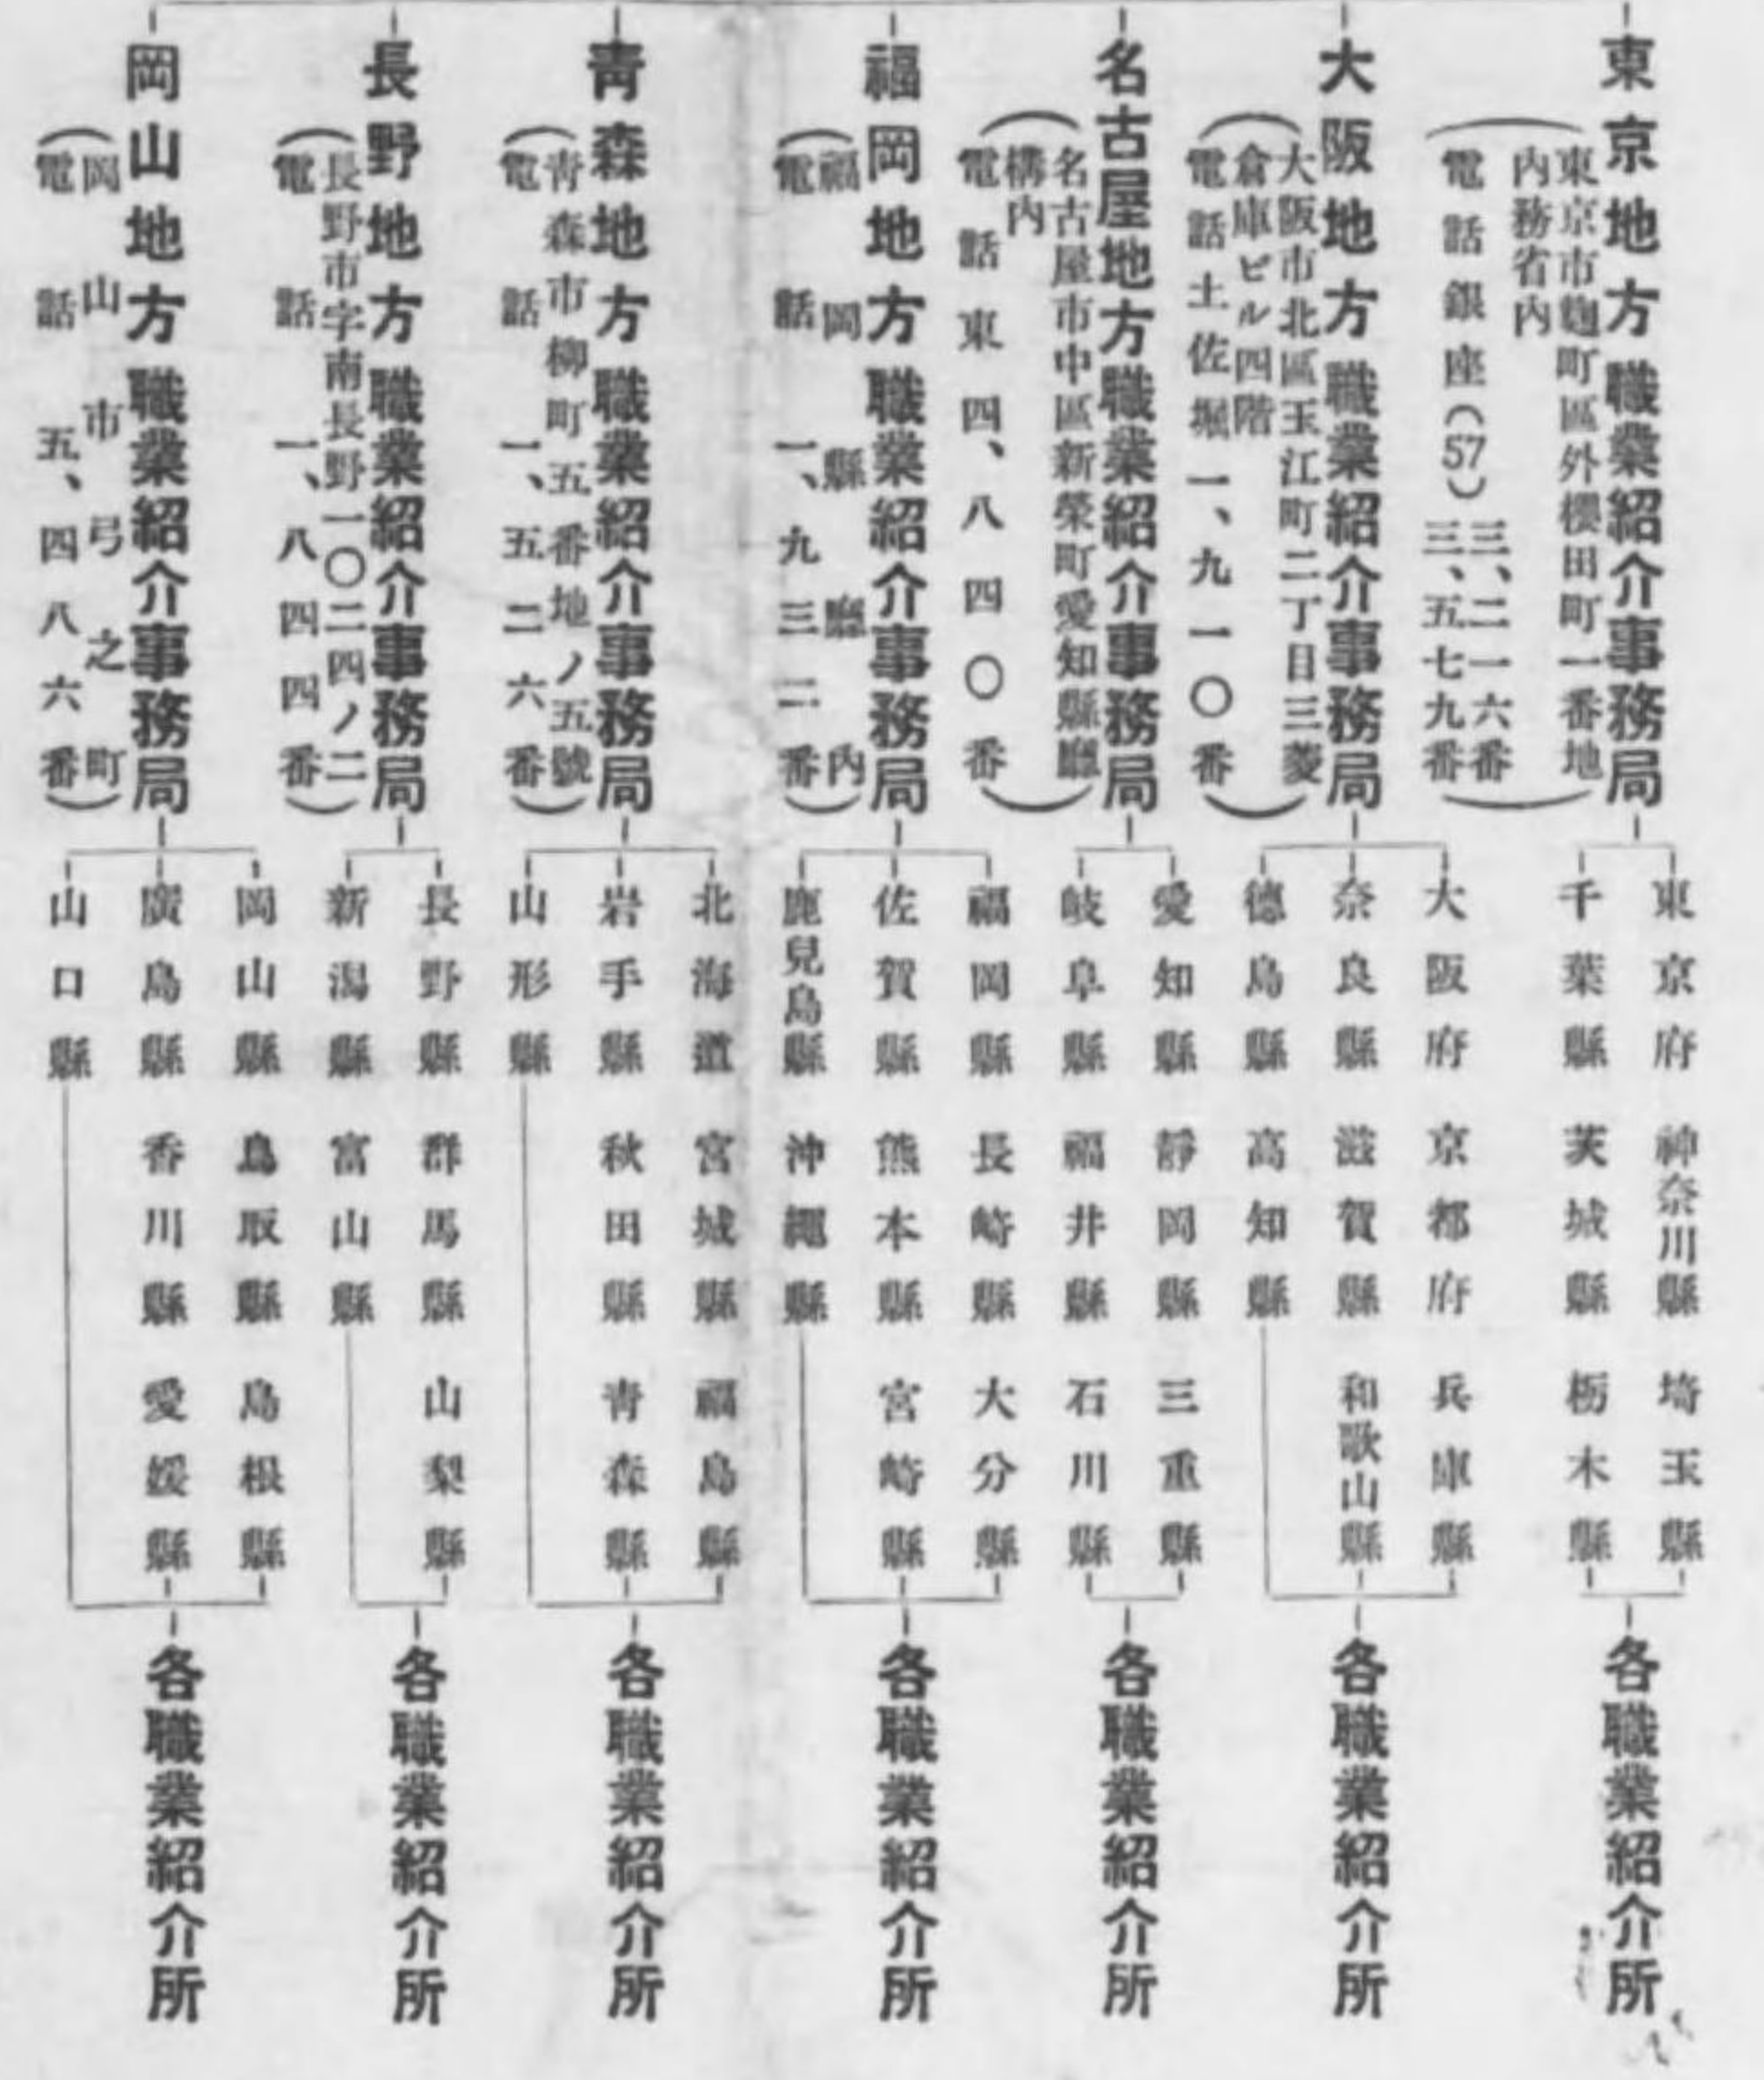 東京地方職業紹介事務局
(東京市麴町區外櫻田町一番地
内務省内
電話銀座(57)三、二一六番
三、五七九番)
東京府 神奈川縣 埼玉縣
千葉縣 茨城縣 栃木縣
各職業紹介所
大阪地方職業紹介事務局
(大阪市北區玉江町二丁目三菱
倉庫ビル四階
電話土佐堀一、九一〇番)
大阪府 京都府 兵庫縣
奈良縣 滋賀縣 和歌山縣
德島縣 高知縣
各職業紹介所
名古屋地方職業紹介事務局
(名古屋市中區新榮町愛知縣廳
構内
電話東四、八四〇番)
愛知縣 靜岡縣 三重縣
岐阜縣 福井縣 石川縣
各職業紹介所
福岡地方職業紹介事務局
(福岡縣廳内
電話一、九三二番)
福岡縣 長崎縣 大分縣
佐賀縣 熊本縣 宮崎縣
鹿兒島縣 沖繩縣
各職業紹介所
靑森地方職業紹介事務局
(靑森市柳町五番地ノ五號
電話一、五二六番)
北海道 宮城縣 福島縣
岩手縣 秋田縣 靑森縣
山形縣
各職業紹介所
長野地方職業紹介事務局
(長野市字南長野一〇二四ノ二
電話一、八四四番)
長野縣 群馬縣 山梨縣
新潟縣 富山縣
各職業紹介所
岡山地方職業紹介事務局
(岡山市弓之町
電話五、四八六番)
岡山縣 鳥取縣 島根縣
廣島縣 香川縣 愛媛縣
山口縣
各職業紹介所